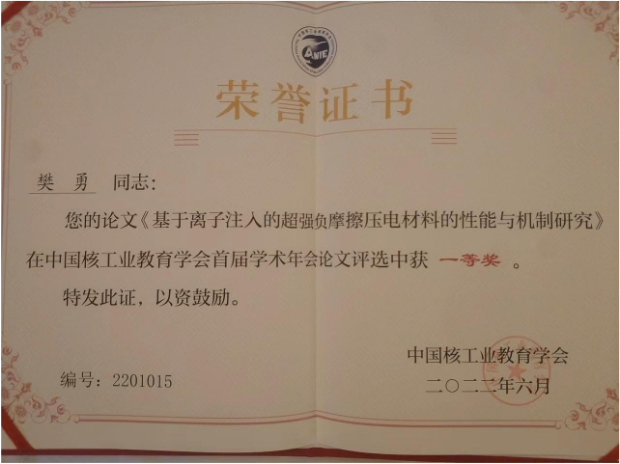 荣誉证书
樊 勇 同志：
您的论文《基于离子注入的超强负摩擦压电材料的性能与机制研究》
在中国核工业教育学会首届学术年会论文评选中获 一等奖 。
特发此证，以资鼓励。
中国核工业教育学会
编号：2201015
二〇二二年六月